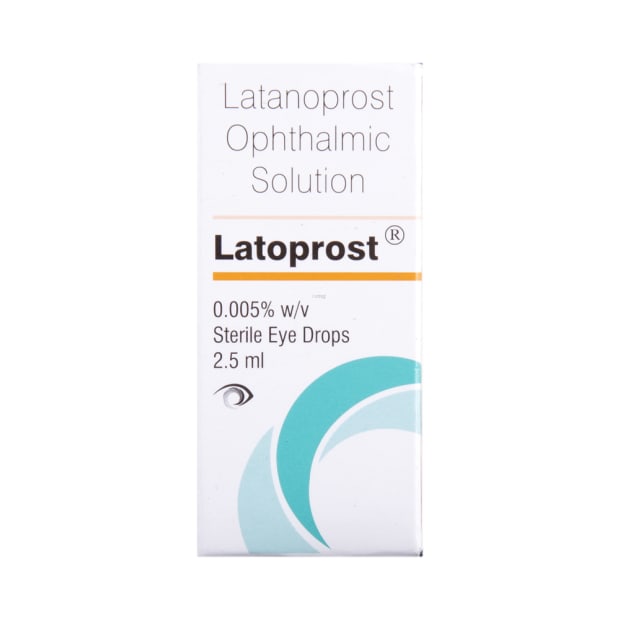 Latanoprost
Ophthalmic
Solution
Latoprost ®
0.005% w/v
Sterile Eye Drops
2.5 ml